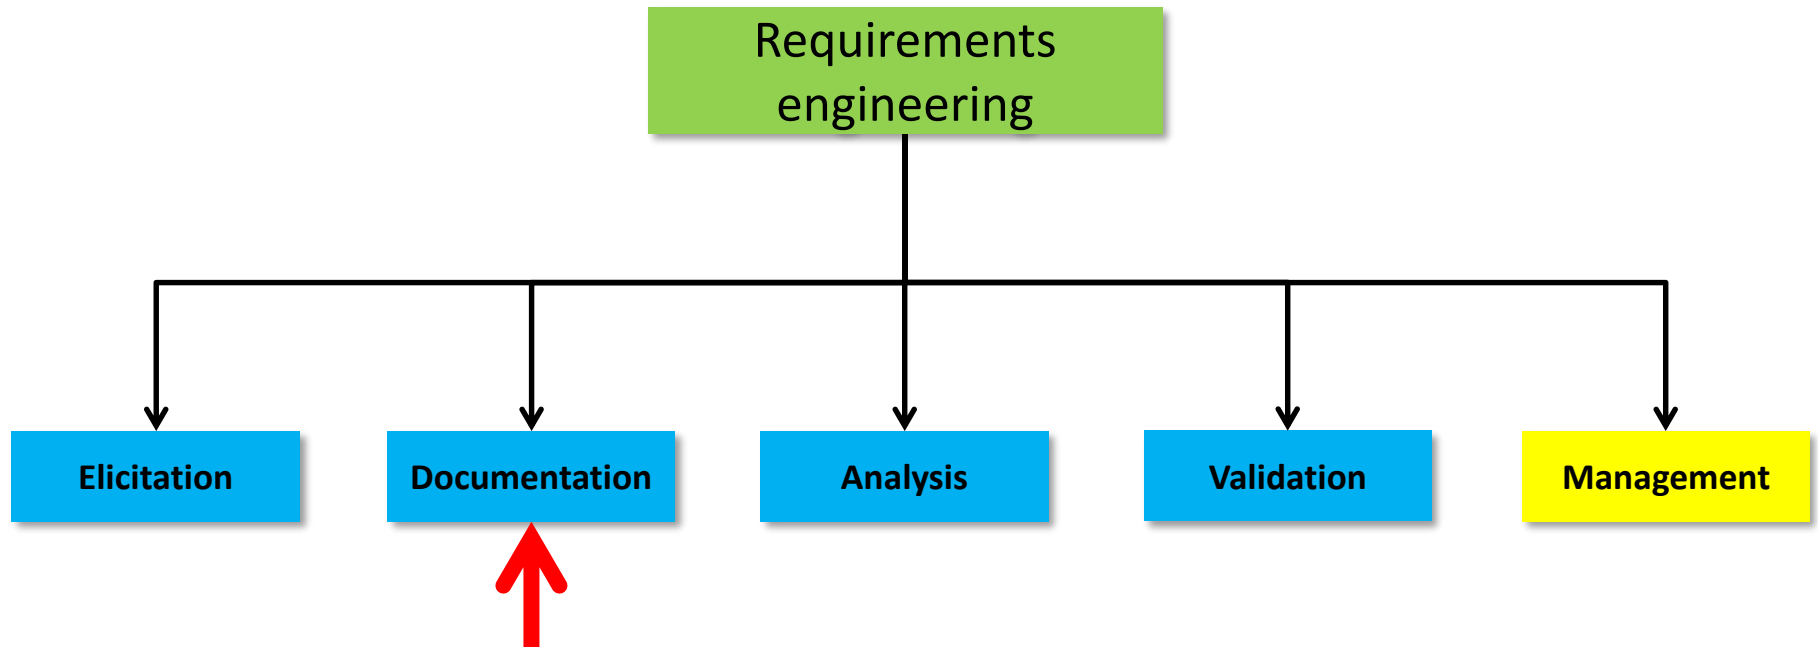 Requirements
engineering
Elicitation
Documentation
Analysis
Validation
Management